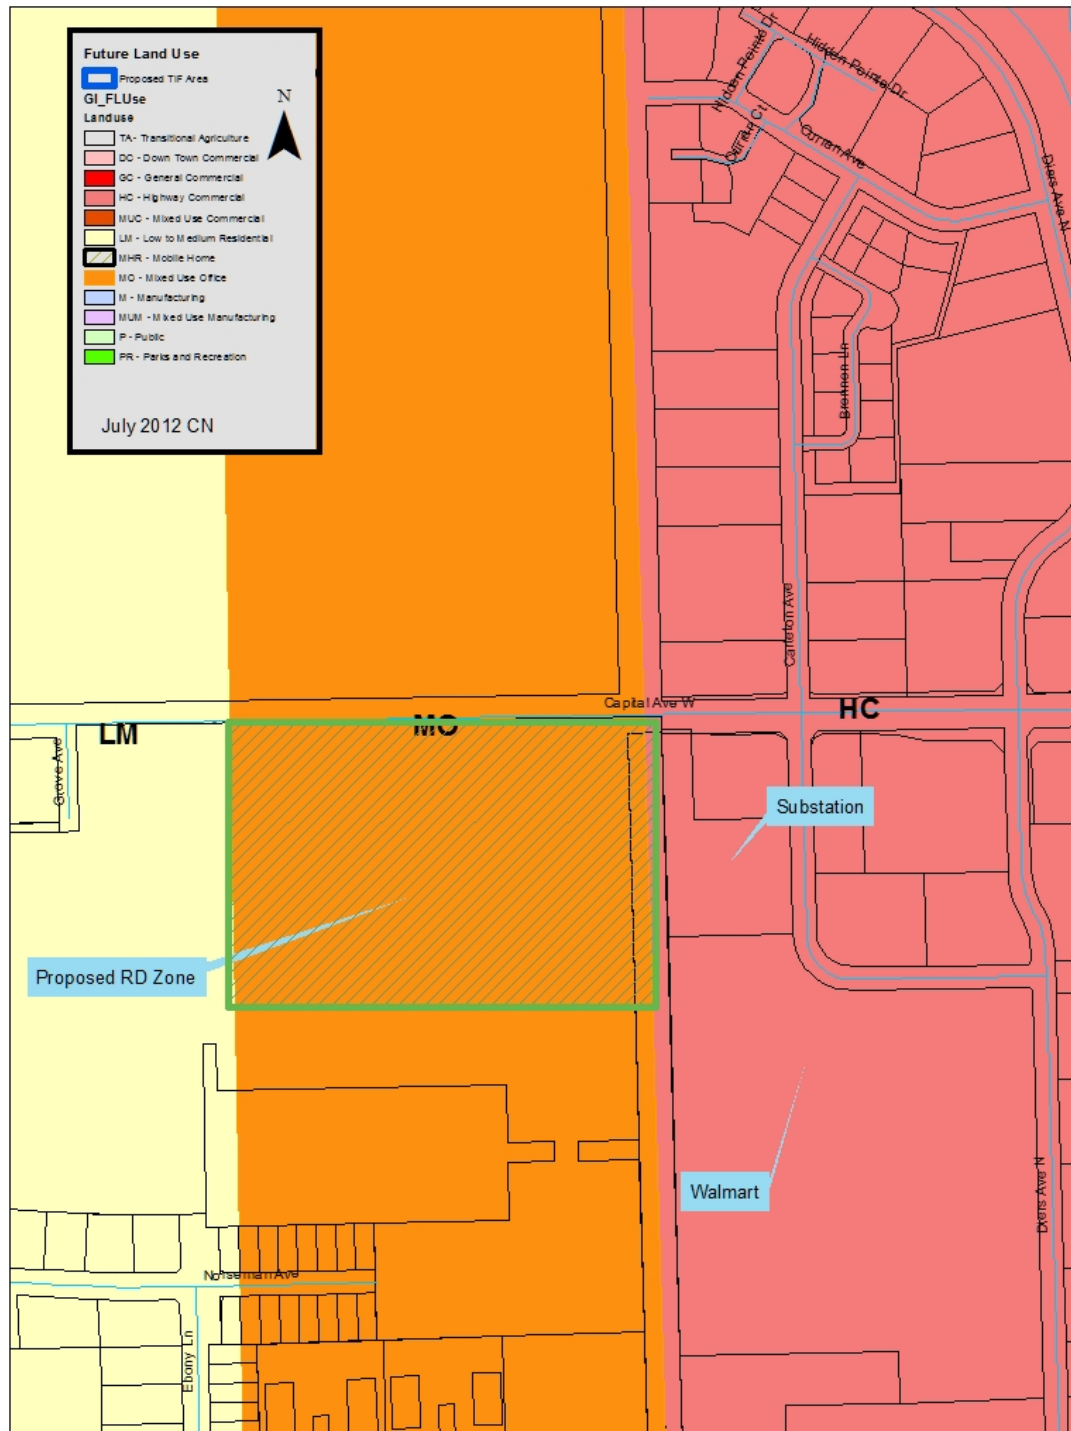 Future Land Use
Proposed TIF Area
GI_FLUse
Landuse
TA - Transitional Agriculture
DC - Down Town Commercial
GC - General Commercial
HC - Highway Commercial
MUC - Mixed Use Commercial
LM - Low to Medium Residential
MHR - Mobile Home
MO - Mixed Use Office
M - Manufacturing
MUM - Mixed Use Manufacturing
P - Public
PR - Parks and Recreation
N
July 2012 CN
Hidden Pointe Dr
Hidden Pointe Dr
Curran Ave
Diers Ave N
Brennen Ln
Carleton Ave
Capital Ave W
LM
MO
HC
Grove Ave
Substation
Proposed RD Zone
Walmart
Diers Ave N
Norseman Ave
Ebony Ln